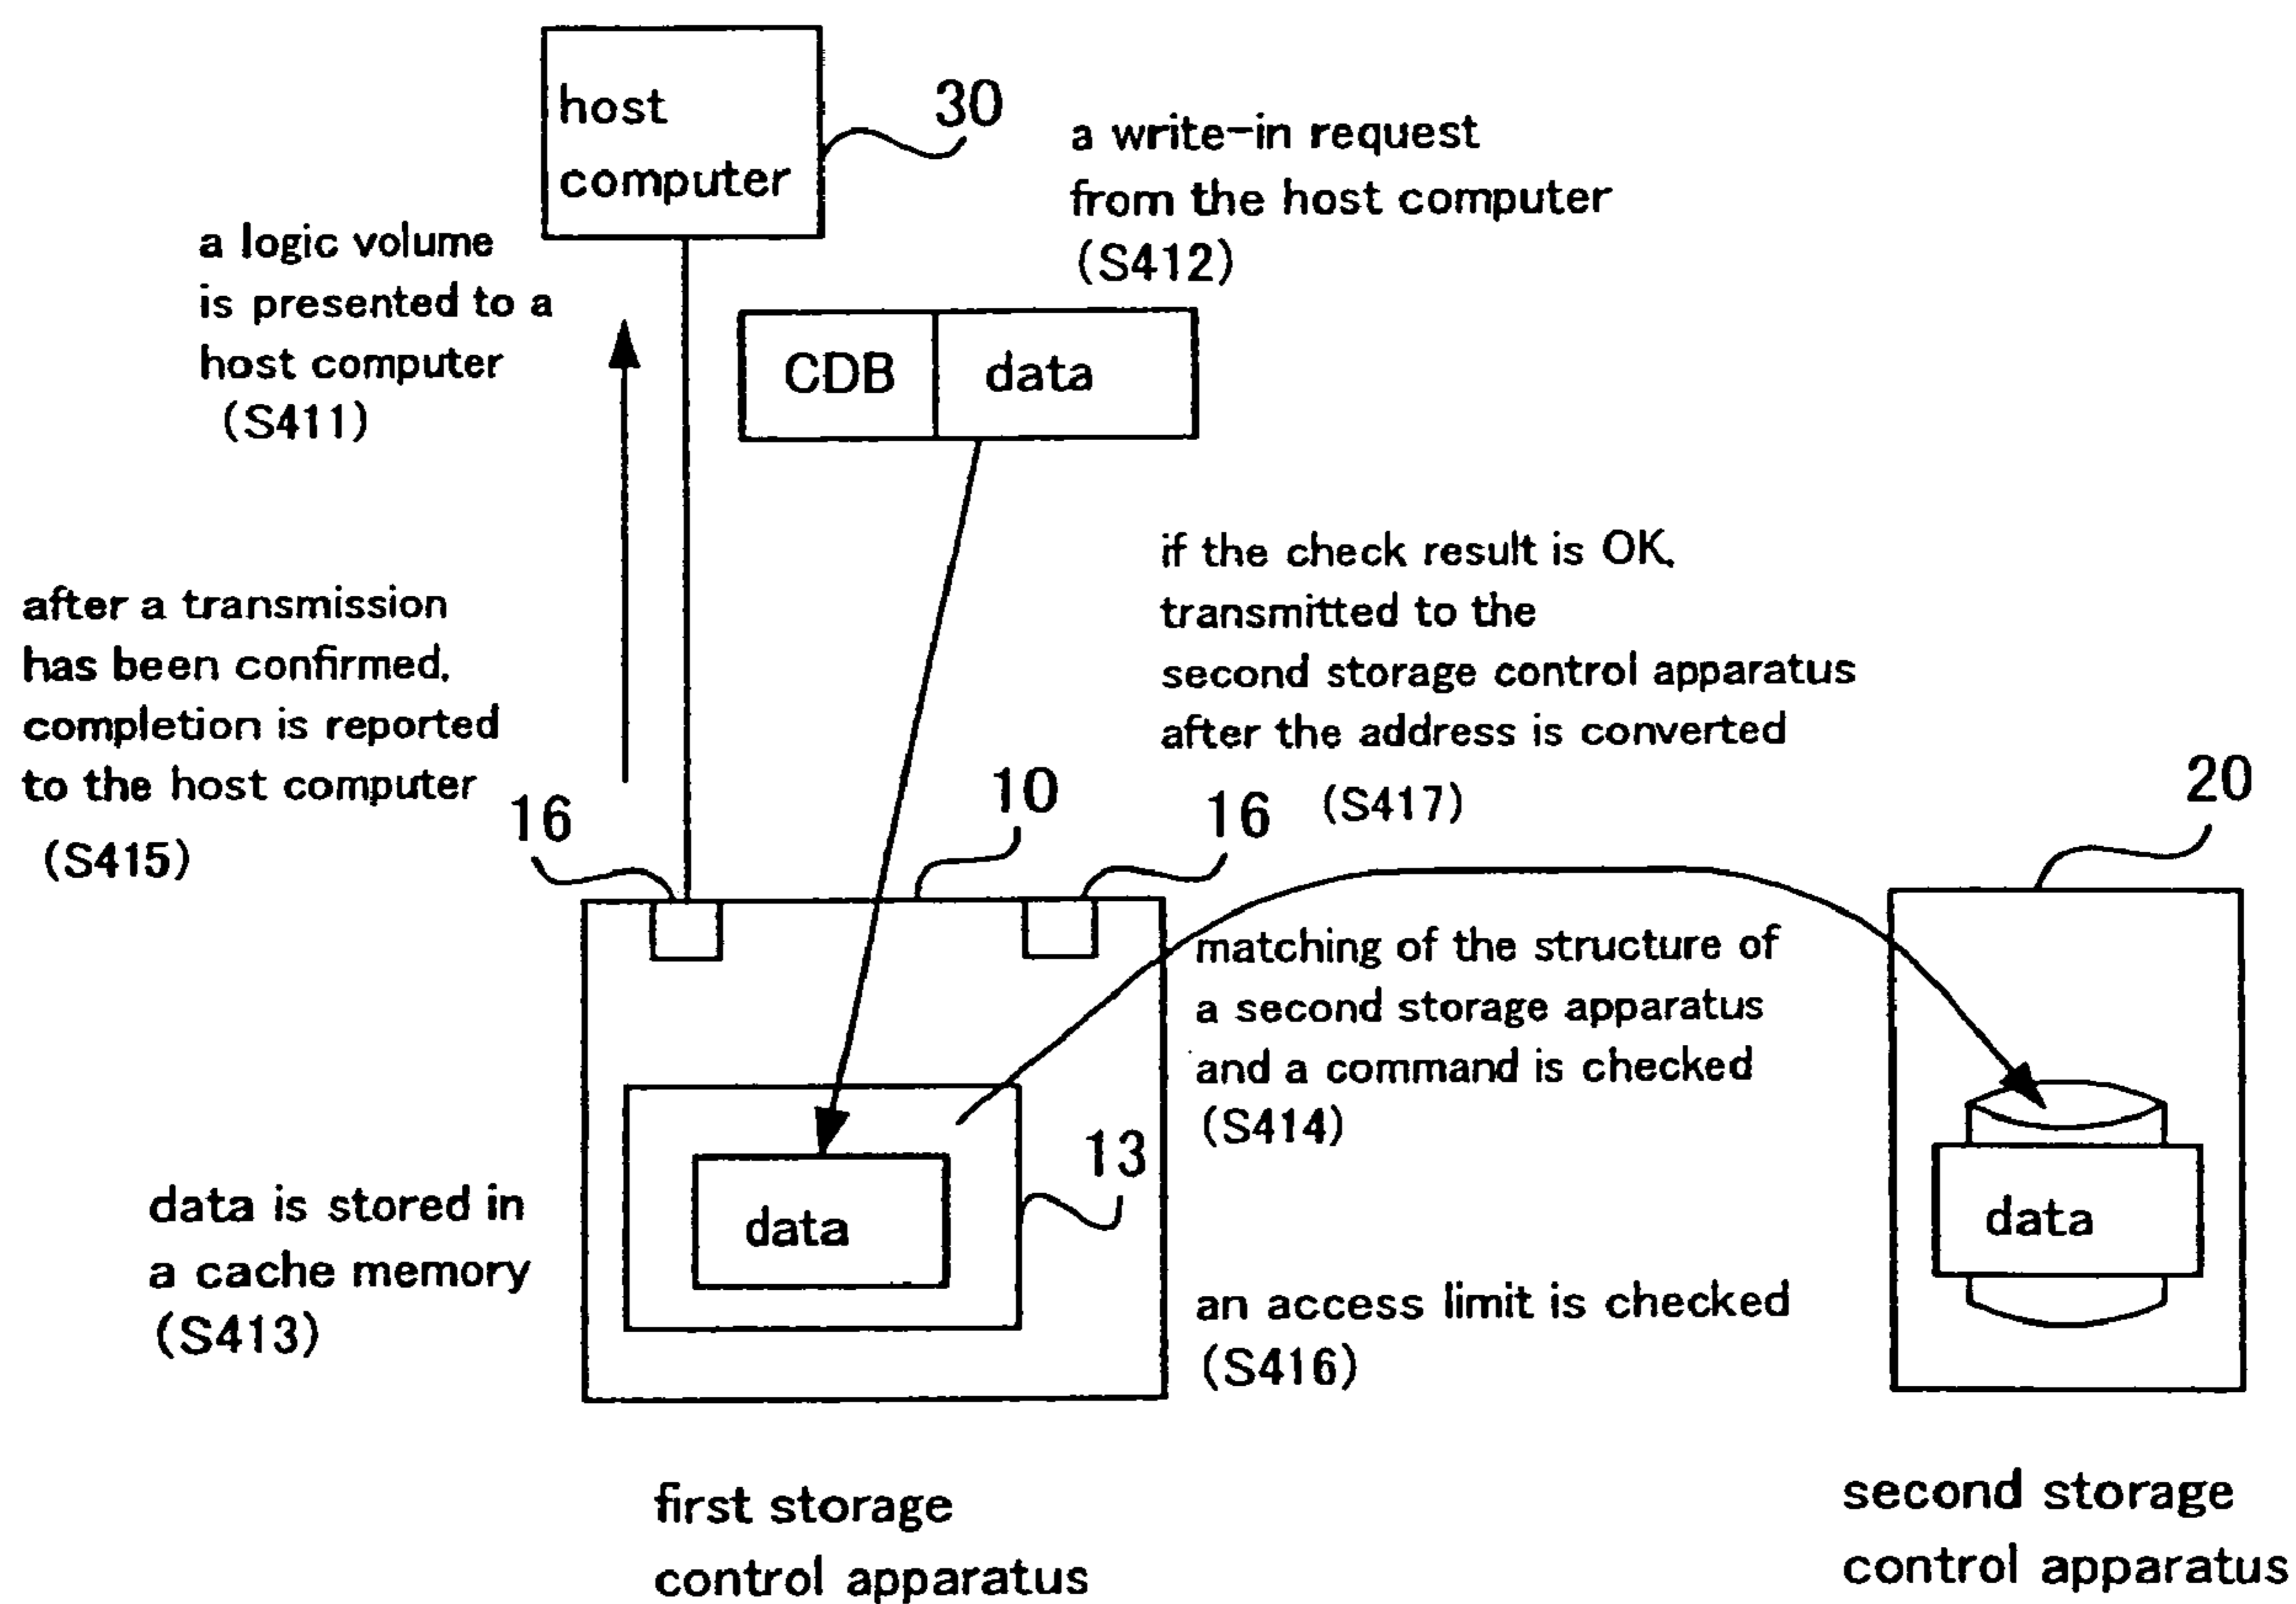 host
computer
30
a write-in request
from the host computer
(S412)
a logic volume
is presented to a
host computer
(S411)
CDB
data
if the check result is OK,
transmitted to the
second storage control apparatus
after the address is converted
(S417)
after a transmission
has been confirmed,
completion is reported
to the host computer
(S415)
16
10
16
20
matching of the structure of
a second storage apparatus
and a command is checked
(S414)
13
data
data
data is stored in
a cache memory
(S413)
an access limit is checked
(S416)
first storage
control apparatus
second storage
control apparatus